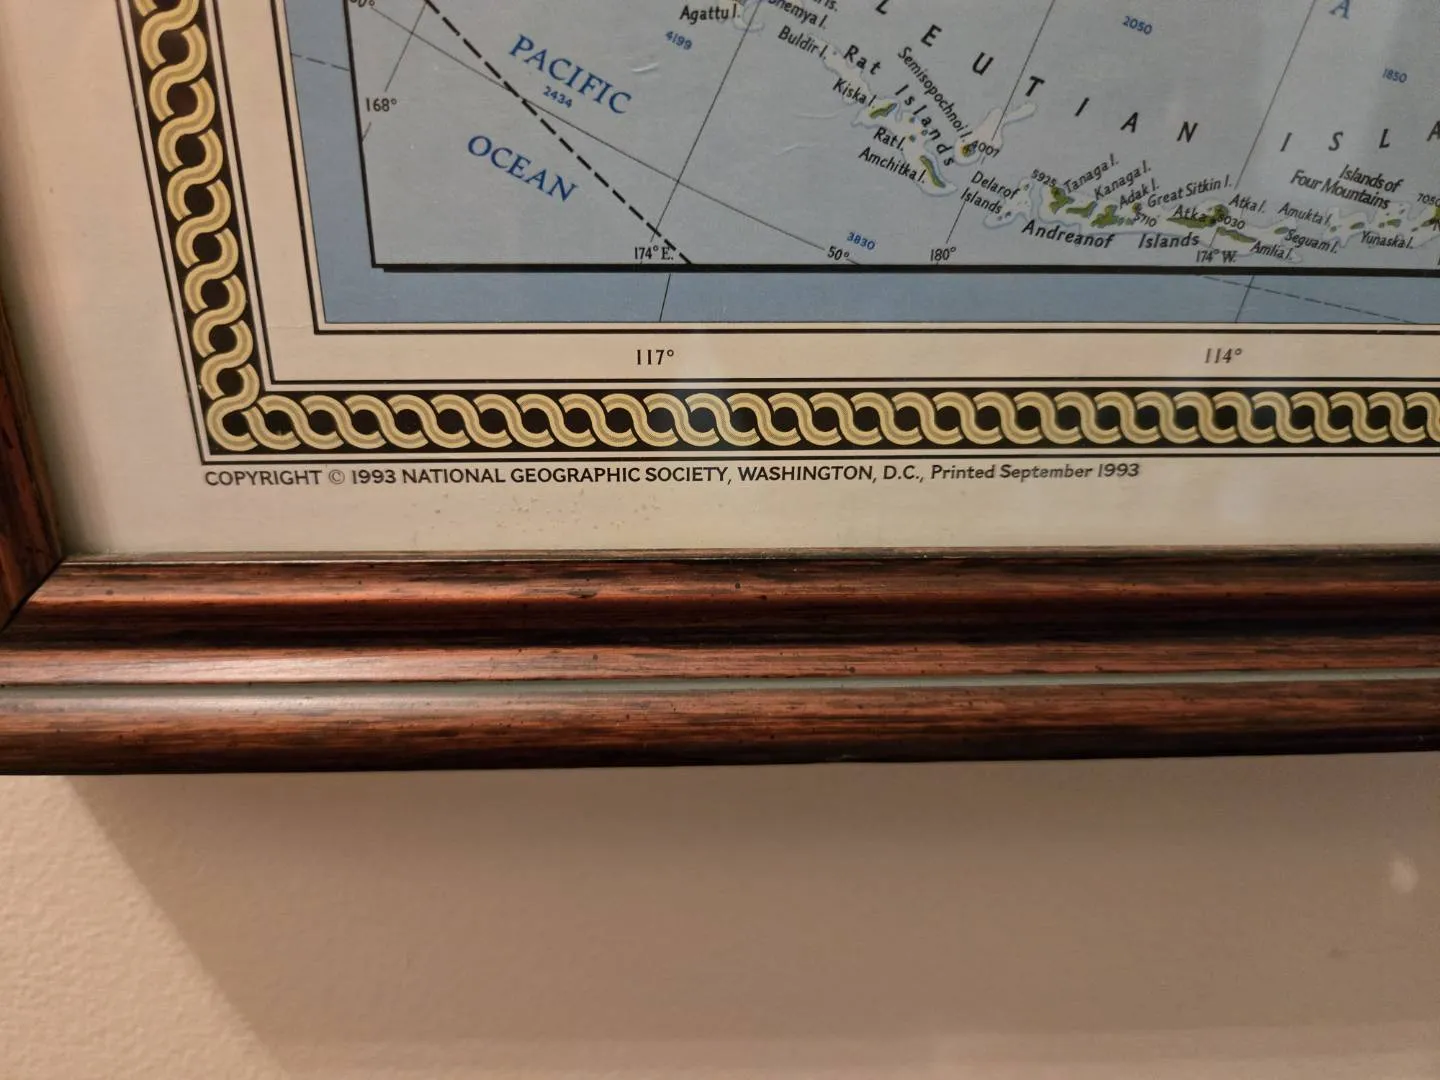 Agattu I.
4199
Buldir I.
L E U T I A N
2050
A
1850
PACIFIC
2434
OCEAN
168°
Rat Islands
Semisopochnoi I.
Kiska I.
Rat I.
Amchitka I.
4001
Delarof
Islands
5925
Tanaga I.
Kanaga I.
Adak I.
Great Sitkin I.
5710
Atka
5030
Atka I.
Andreanof Islands
I S L A
Islands of
Four Mountains
Amukta I.
Seguam I.
Amlia I.
Yunaska I.
174° E.
50°
3830
180°
174° W.
117°
114°
COPYRIGHT © 1993 NATIONAL GEOGRAPHIC SOCIETY, WASHINGTON, D.C., Printed September 1993